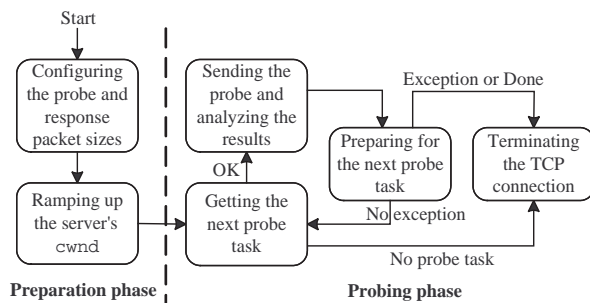 Start
Configuring
the probe and
response
packet sizes
Ramping up
the server's
cwnd
Preparation phase
Sending the
probe and
analyzing the
results
OK
Getting the
next probe
task
Exception or Done
Preparing for
the next probe
task
No exception
Terminating
the TCP
connection
No probe task
Probing phase